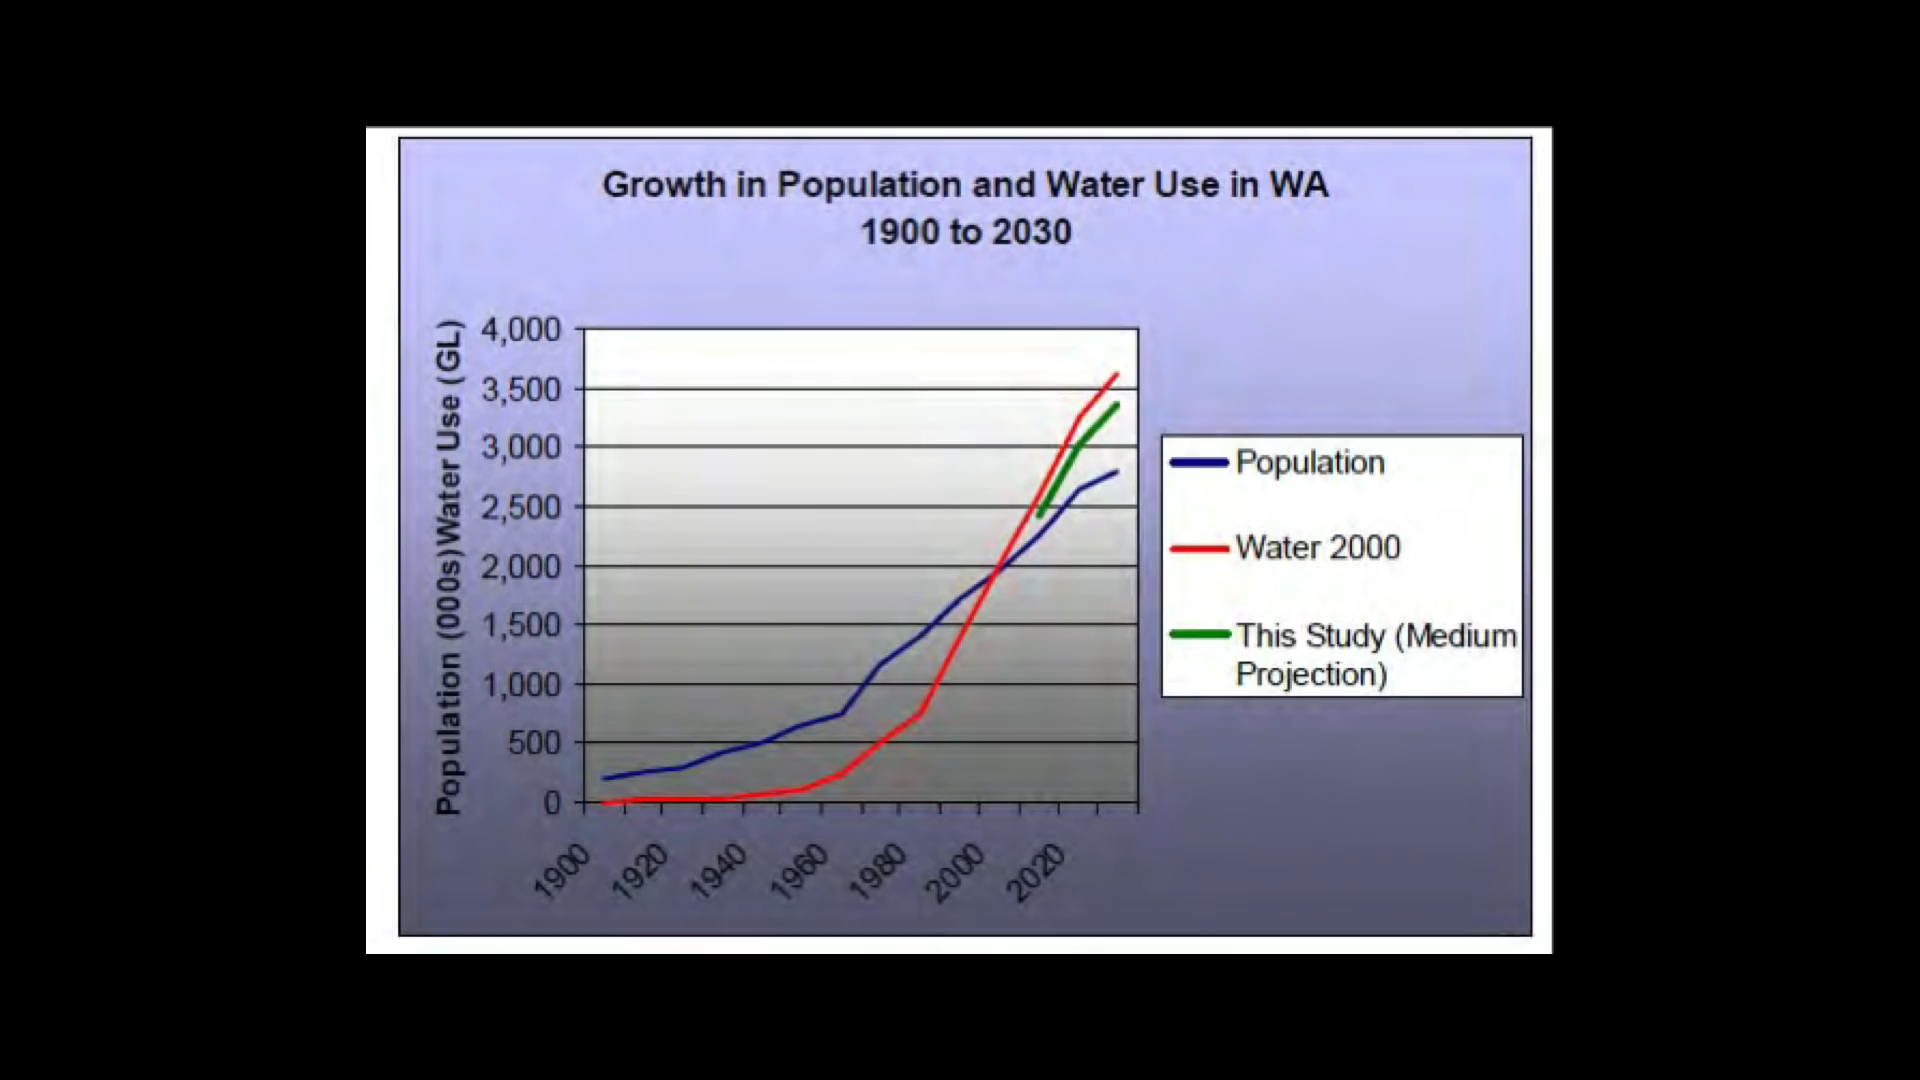 Growth in Population and Water Use in WA
1900 to 2030
Population (000s)Water Use (GL)
4,000
3,500
3,000
2,500
2,000
1,500
1,000
500
0
1900
1920
1940
1960
1980
2000
2020
Population
Water 2000
This Study (Medium
Projection)